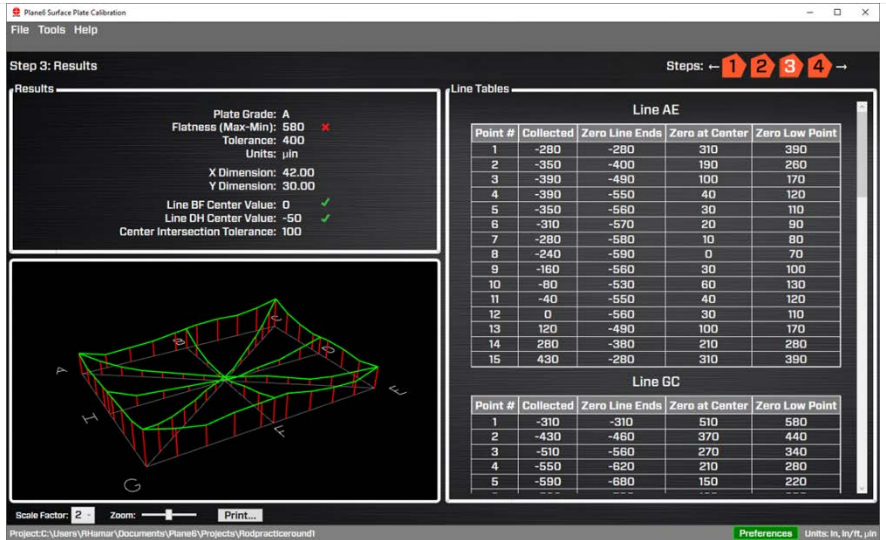 Plane6 Surface Plate Calibration
File Tools Help
Step 3: Results
Steps: ← 1 2 3 4 →
Results
Plate Grade: A
Flatness (Max-Min): 580
Tolerance: 400
Units: µin
X Dimension: 42.00
Y Dimension: 30.00
Line BF Center Value: 0
Line DH Center Value: -50
Center Intersection Tolerance: 100
A
B
C
D
E
F
G
H
I
Line Tables
Line AE
Point # Collected Zero Line Ends Zero at Center Zero Low Point
1 -280 -280 310 390
2 -350 -400 190 260
3 -390 -490 100 170
4 -390 -550 40 120
5 -350 -560 30 110
6 -310 -570 20 90
7 -280 -580 10 80
8 -240 -590 0 70
9 -160 -560 30 100
10 -80 -530 60 130
11 -40 -550 40 120
12 0 -560 30 110
13 120 -490 100 170
14 280 -380 210 280
15 430 -280 310 390
Line GC
Point # Collected Zero Line Ends Zero at Center Zero Low Point
1 -310 -310 510 580
2 -430 -460 370 440
3 -510 -560 270 340
4 -550 -620 210 280
5 -590 -680 150 220
Scale Factor: 2 Zoom: Print...
Project:C:\Users\RHamar\Documents\Plane6\Projects\Rodpracticeround1
Preferences Units: In, In/ft, µin